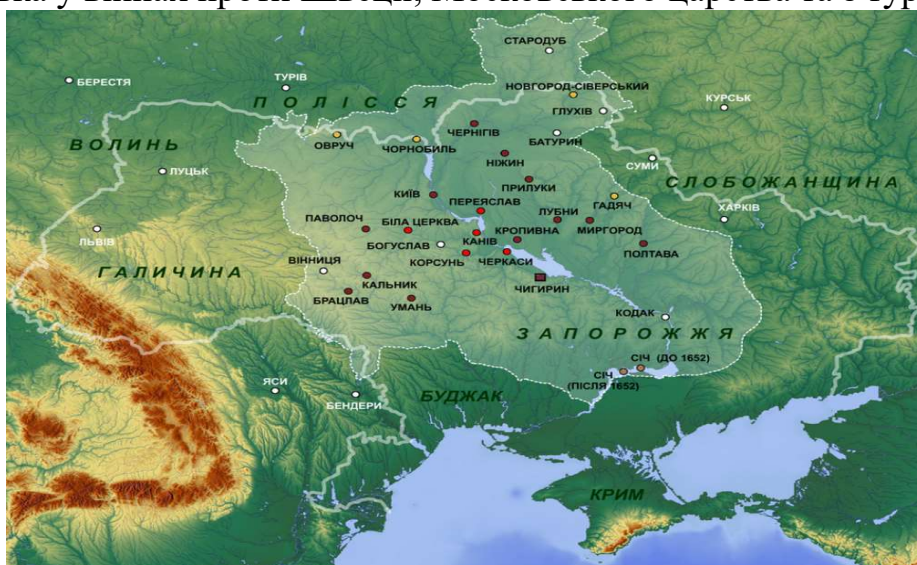 у війнах проти Швеції, Московського царства та
СТАРОДУБ
БЕРЕСТЯ
ТУРІВ
НОВГОРОД-СІВЕРСЬКИЙ
ПОЛІССЯ
ГЛУХІВ
КУРСЬК
ЧЕРНІГІВ
БАТУРИН
ОВРУЧ
ЧОРНОБИЛЬ
ВОЛИНЬ
НІЖИН
СУМИ
ЛУЦЬК
ПРИЛУКИ
СЛОБОЖАНЩИНА
КИЇВ
ПЕРЕЯСЛАВ
ГАДЯЧ
ПАВОЛОЧ
БІЛА ЦЕРКВА
ЛУБНИ
ХАРКІВ
ЛЬВІВ
КАНІВ
КРОПИВНА
МИРГОРОД
БОГУСЛАВ
ПОЛТАВА
ВІННИЦЯ
КОРСУНЬ
ЧЕРКАСИ
ГАЛИЧИНА
КАЛЬНИК
ЧИГИРИН
БРАЦЛАВ
УМАНЬ
КОДАК
ЗАПОРОЖЖЯ
СІЧ (ДО 1652)
СІЧ
(ПІСЛЯ 1652)
ЯСИ
БУДЖАК
БЕНДЕРИ
КРИМ